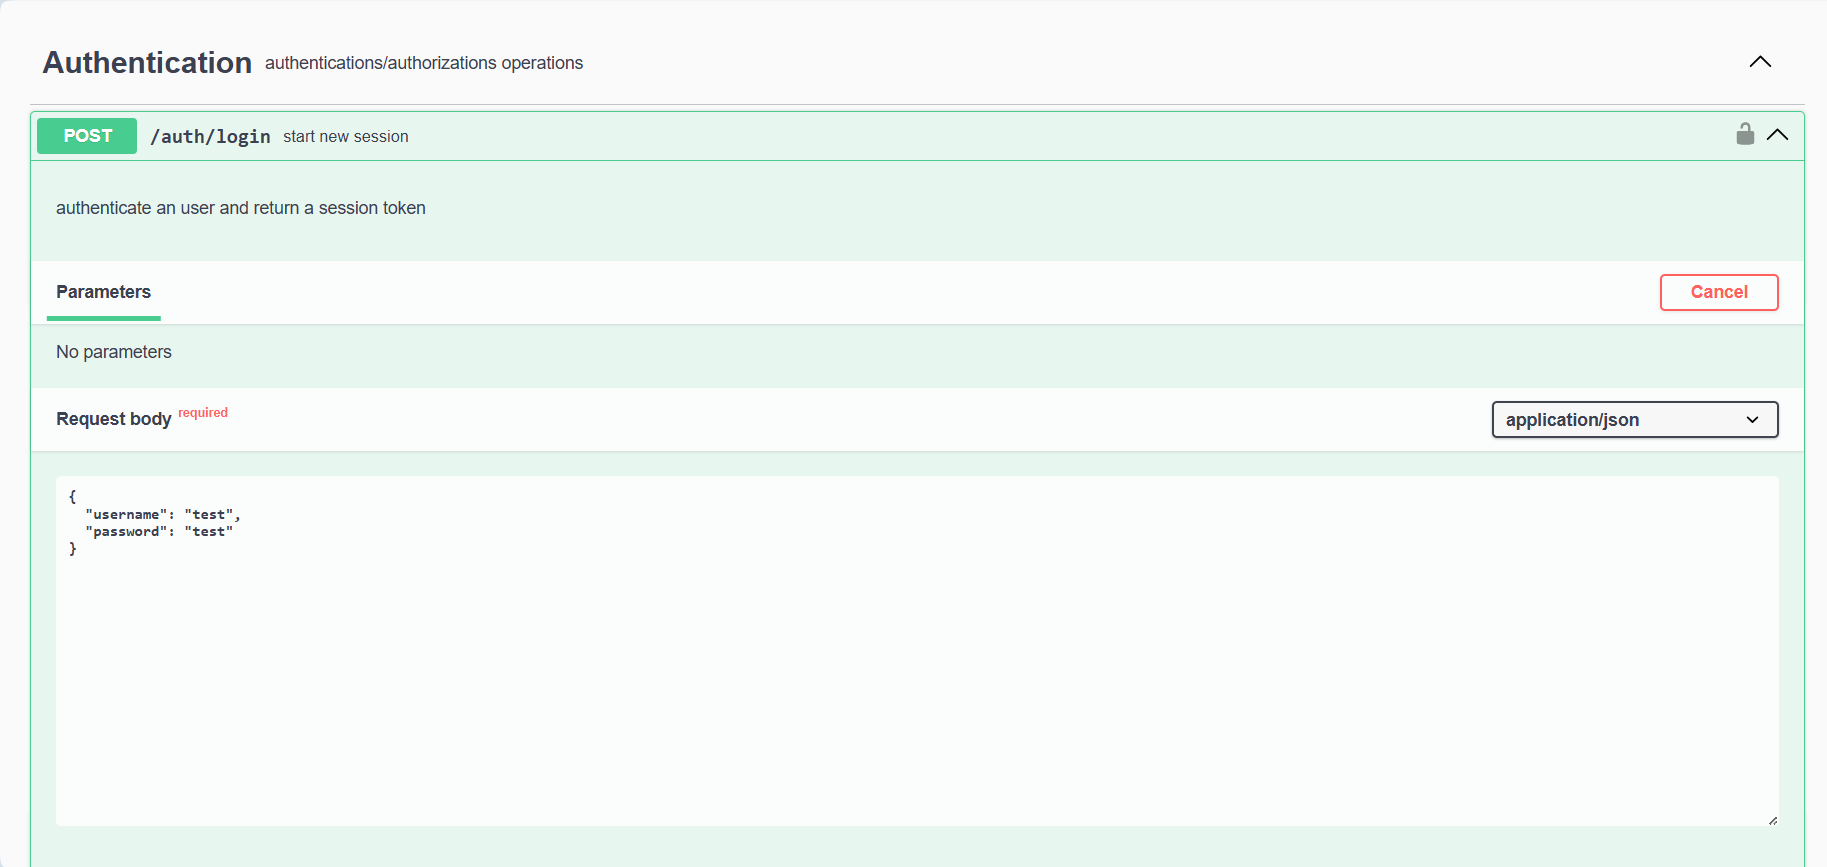 Authentication authentications/authorizations operations
POST /auth/login start new session
authenticate an user and return a session token
Parameters Cancel
No parameters
Request body required application/json
{
  "username": "test",
  "password": "test"
}